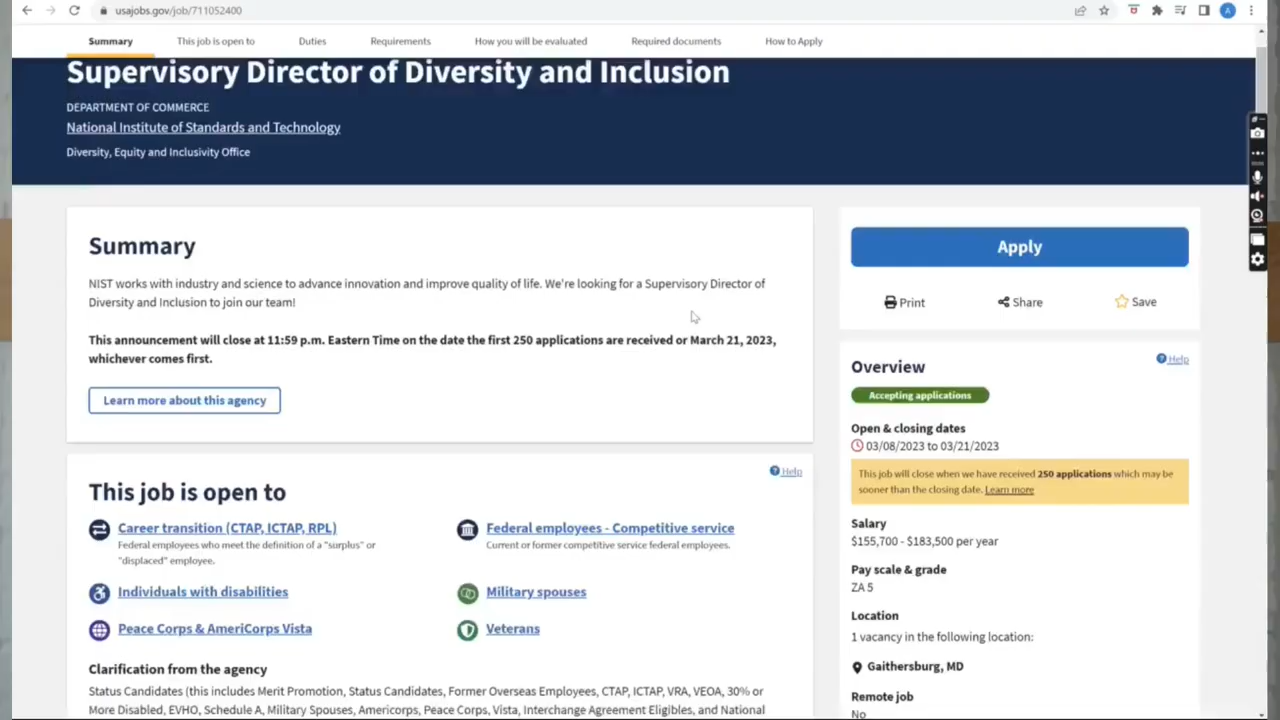 usajobs.gov/job/711052400
A
Summary
This job is open to
Duties
Requirements
How you will be evaluated
Required documents
How to Apply
Supervisory Director of Diversity and Inclusion
DEPARTMENT OF COMMERCE
National Institute of Standards and Technology
Diversity, Equity and Inclusivity Office
Summary
NIST works with industry and science to advance innovation and improve quality of life. We're looking for a Supervisory Director of
Diversity and Inclusion to join our team!
This announcement will close at 11:59 p.m. Eastern Time on the date the first 250 applications are received or March 21, 2023,
whichever comes first.
Learn more about this agency
Help
This job is open to
Career transition (CTAP, ICTAP, RPL)
Federal employees who meet the definition of a "surplus" or
"displaced" employee.
Federal employees - Competitive service
Current or former competitive service federal employees.
Individuals with disabilities
Military spouses
Peace Corps & AmeriCorps Vista
Veterans
Clarification from the agency
Status Candidates (this includes Merit Promotion, Status Candidates, Former Overseas Employees, CTAP, ICTAP, VRA, VEOA, 30% or
More Disabled, EVHO, Schedule A, Military Spouses, Americorps, Peace Corps, Vista, Interchange Agreement Eligibles, and National
Apply
Print
Share
Save
Help
Overview
Accepting applications
Open & closing dates
03/08/2023 to 03/21/2023
This job will close when we have received 250 applications which may be
sooner than the closing date. Learn more
Salary
$155,700 - $183,500 per year
Pay scale & grade
ZA 5
Location
1 vacancy in the following location:
Gaithersburg, MD
Remote job
No